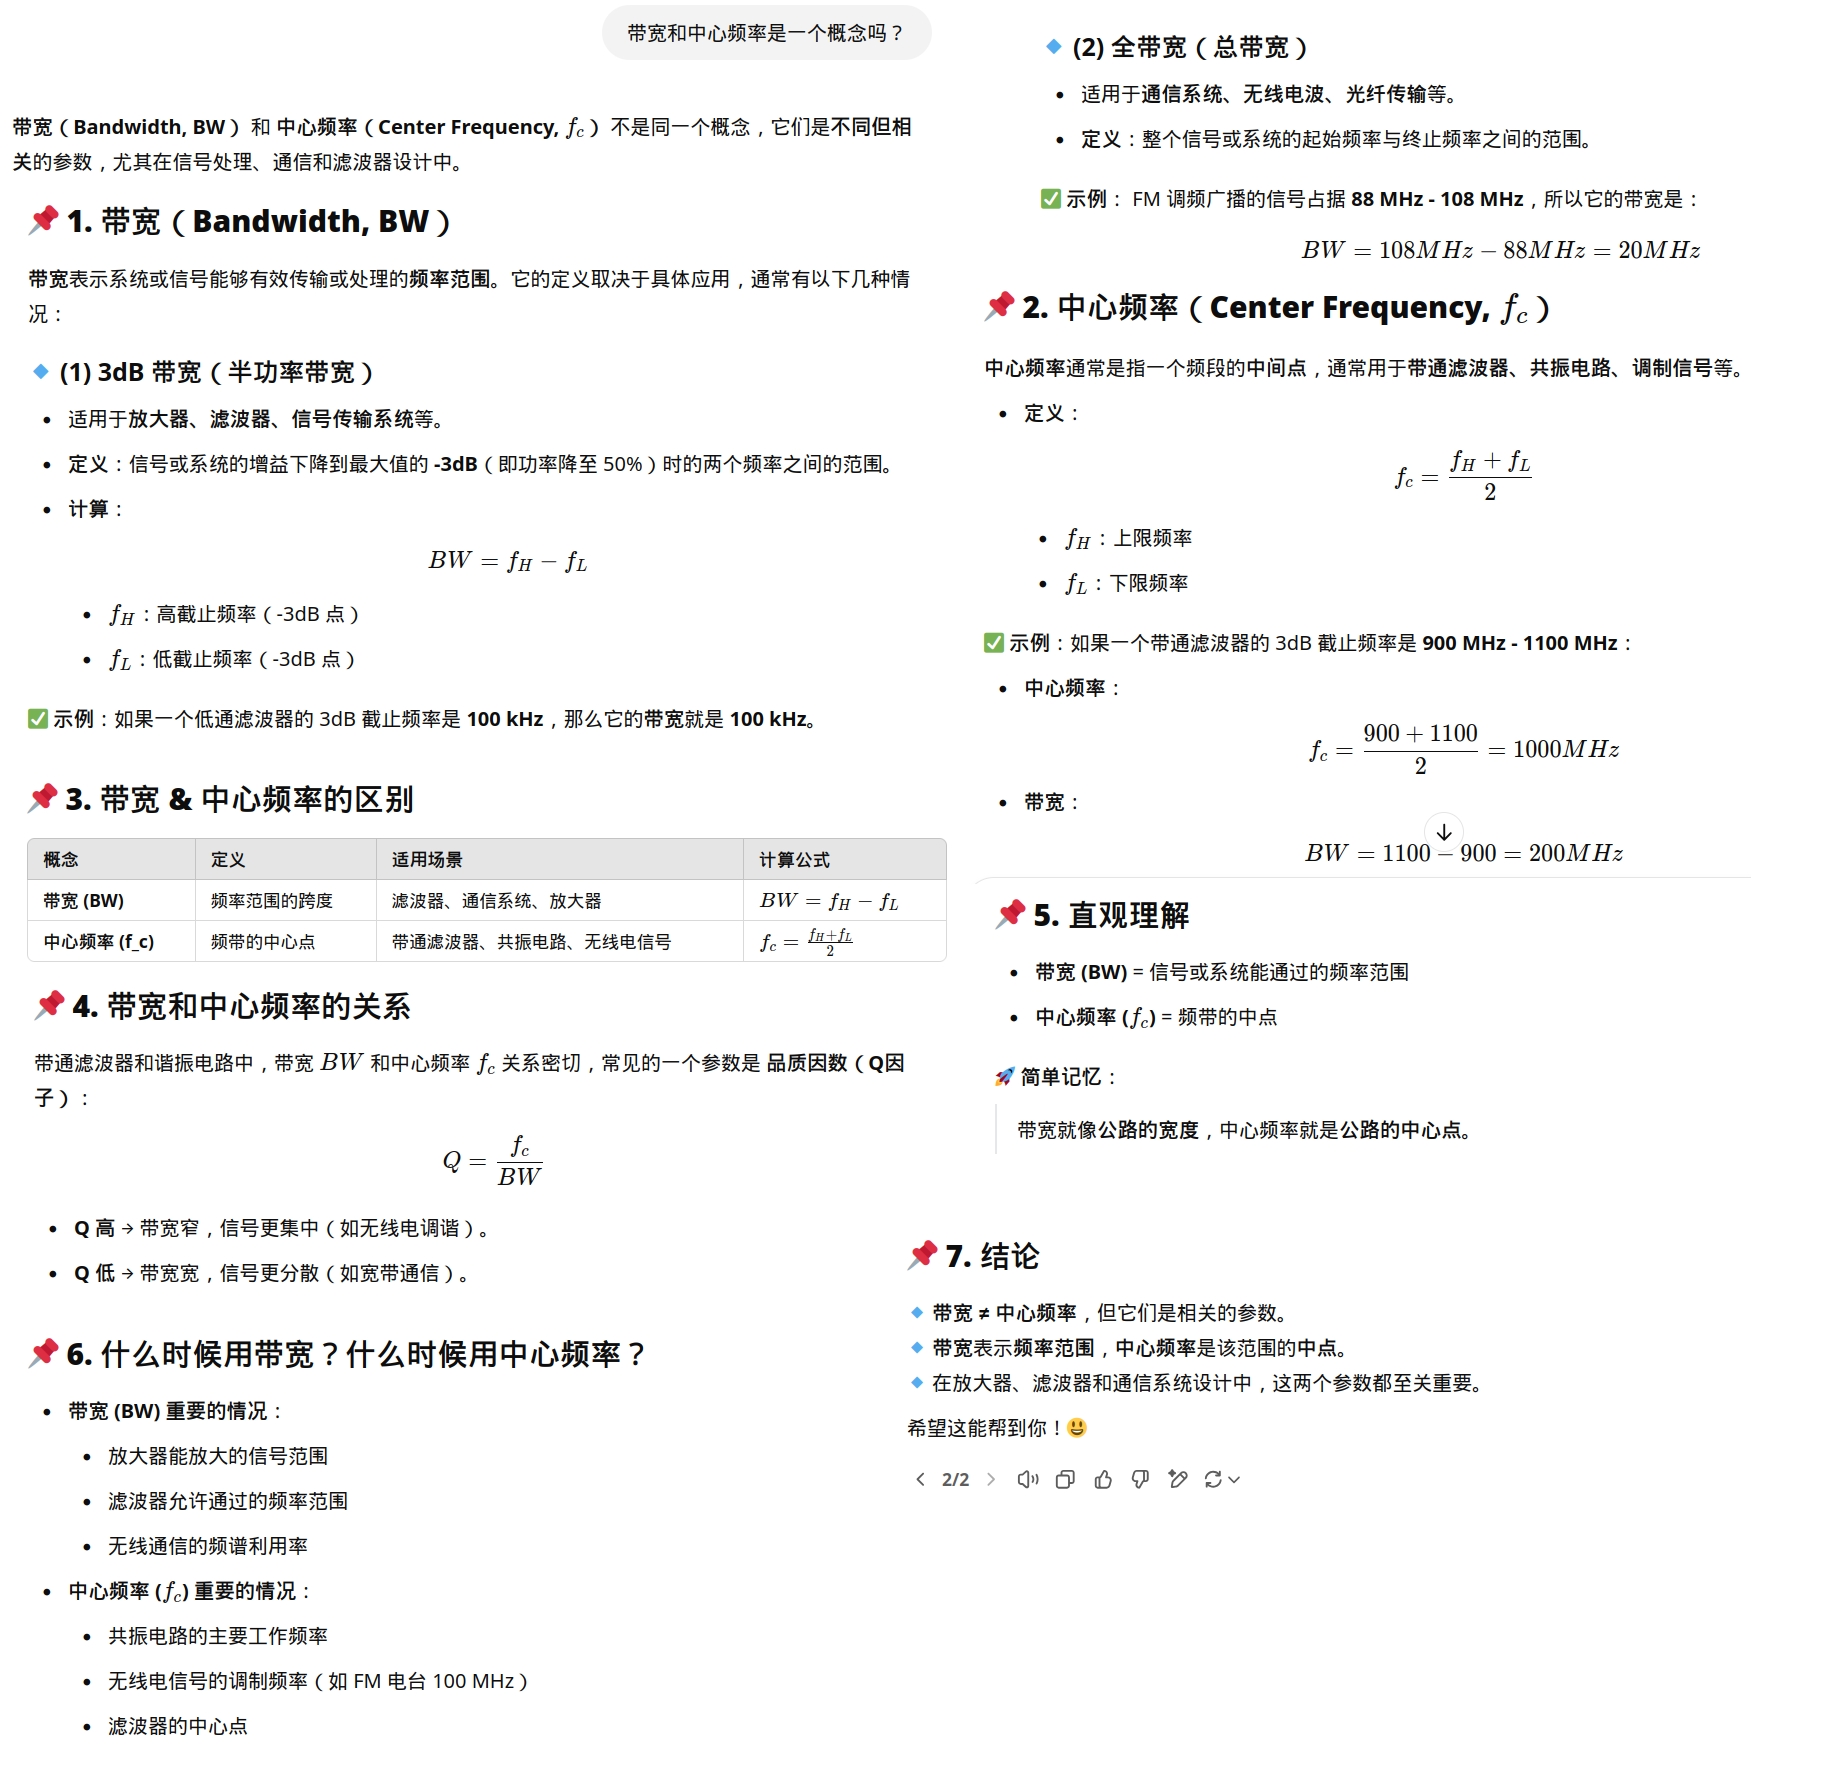 带宽和中心频率是一个概念吗？
带宽（Bandwidth, BW） 和 中心频率（Center Frequency, f_c） 不是同一个概念，它们是不同但相
关的参数，尤其在信号处理、通信和滤波器设计中。
📌 1. 带宽（Bandwidth, BW）
带宽表示系统或信号能够有效传输或处理的频率范围。它的定义取决于具体应用，通常有以下几种情
况：
🔹 (1) 3dB 带宽（半功率带宽）
• 适用于放大器、滤波器、信号传输系统等。
• 定义：信号或系统的增益下降到最大值的 -3dB（即功率降至 50%）时的两个频率之间的范围。
• 计算：
BW = f_H − f_L
• f_H：高截止频率（-3dB 点）
• f_L：低截止频率（-3dB 点）
✅ 示例：如果一个低通滤波器的 3dB 截止频率是 100 kHz，那么它的带宽就是 100 kHz。
🔹 (2) 全带宽（总带宽）
• 适用于通信系统、无线电波、光纤传输等。
• 定义：整个信号或系统的起始频率与终止频率之间的范围。
✅ 示例： FM 调频广播的信号占据 88 MHz - 108 MHz，所以它的带宽是：
BW = 108MHz − 88MHz = 20MHz
📌 2. 中心频率（Center Frequency, f_c）
中心频率通常是指一个频段的中间点，通常用于带通滤波器、共振电路、调制信号等。
• 定义：
f_c = (f_H + f_L) / 2
• f_H：上限频率
• f_L：下限频率
✅ 示例：如果一个带通滤波器的 3dB 截止频率是 900 MHz - 1100 MHz：
• 中心频率：
f_c = (900 + 1100) / 2 = 1000MHz
• 带宽：
BW = 1100 − 900 = 200MHz
📌 3. 带宽 & 中心频率的区别
概念 定义 适用场景 计算公式
带宽 (BW) 频率范围的跨度 滤波器、通信系统、放大器 BW = f_H − f_L
中心频率 (f_c) 频带的中心点 带通滤波器、共振电路、无线电信号 f_c = (f_H+f_L) / 2
📌 4. 带宽和中心频率的关系
带通滤波器和谐振电路中，带宽 BW 和中心频率 f_c 关系密切，常见的一个参数是 品质因数（Q因
子）：
Q = f_c / BW
• Q 高 → 带宽窄，信号更集中（如无线电调谐）。
• Q 低 → 带宽宽，信号更分散（如宽带通信）。
📌 5. 直观理解
• 带宽 (BW) = 信号或系统能通过的频率范围
• 中心频率 (f_c) = 频带的中点
🚀 简单记忆：
带宽就像公路的宽度，中心频率就是公路的中心点。
📌 6. 什么时候用带宽？什么时候用中心频率？
• 带宽 (BW) 重要的情况：
• 放大器能放大的信号范围
• 滤波器允许通过的频率范围
• 无线通信的频谱利用率
• 中心频率 (f_c) 重要的情况：
• 共振电路的主要工作频率
• 无线电信号的调制频率（如 FM 电台 100 MHz）
• 滤波器的中心点
📌 7. 结论
🔹 带宽 ≠ 中心频率，但它们是相关的参数。
🔹 带宽表示频率范围，中心频率是该范围的中点。
🔹 在放大器、滤波器和通信系统设计中，这两个参数都至关重要。
希望这能帮到你！😃
2/2